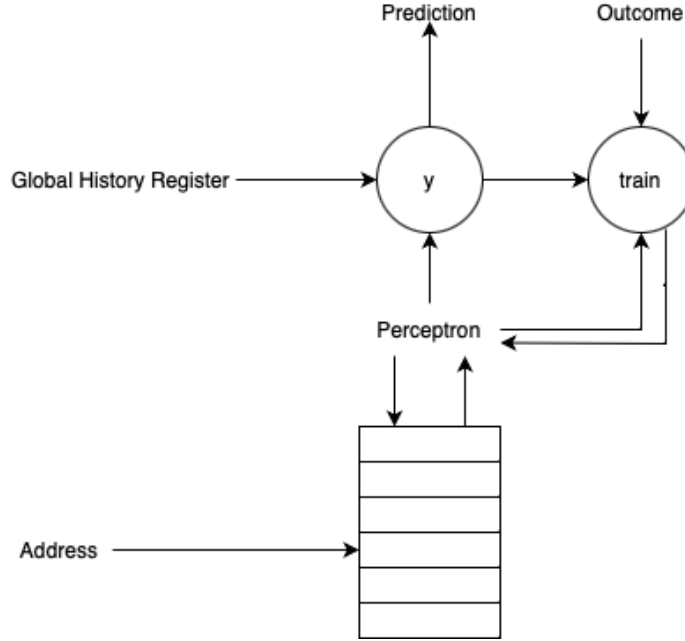 Prediction
Outcome
Global History Register
y
train
Perceptron
Address